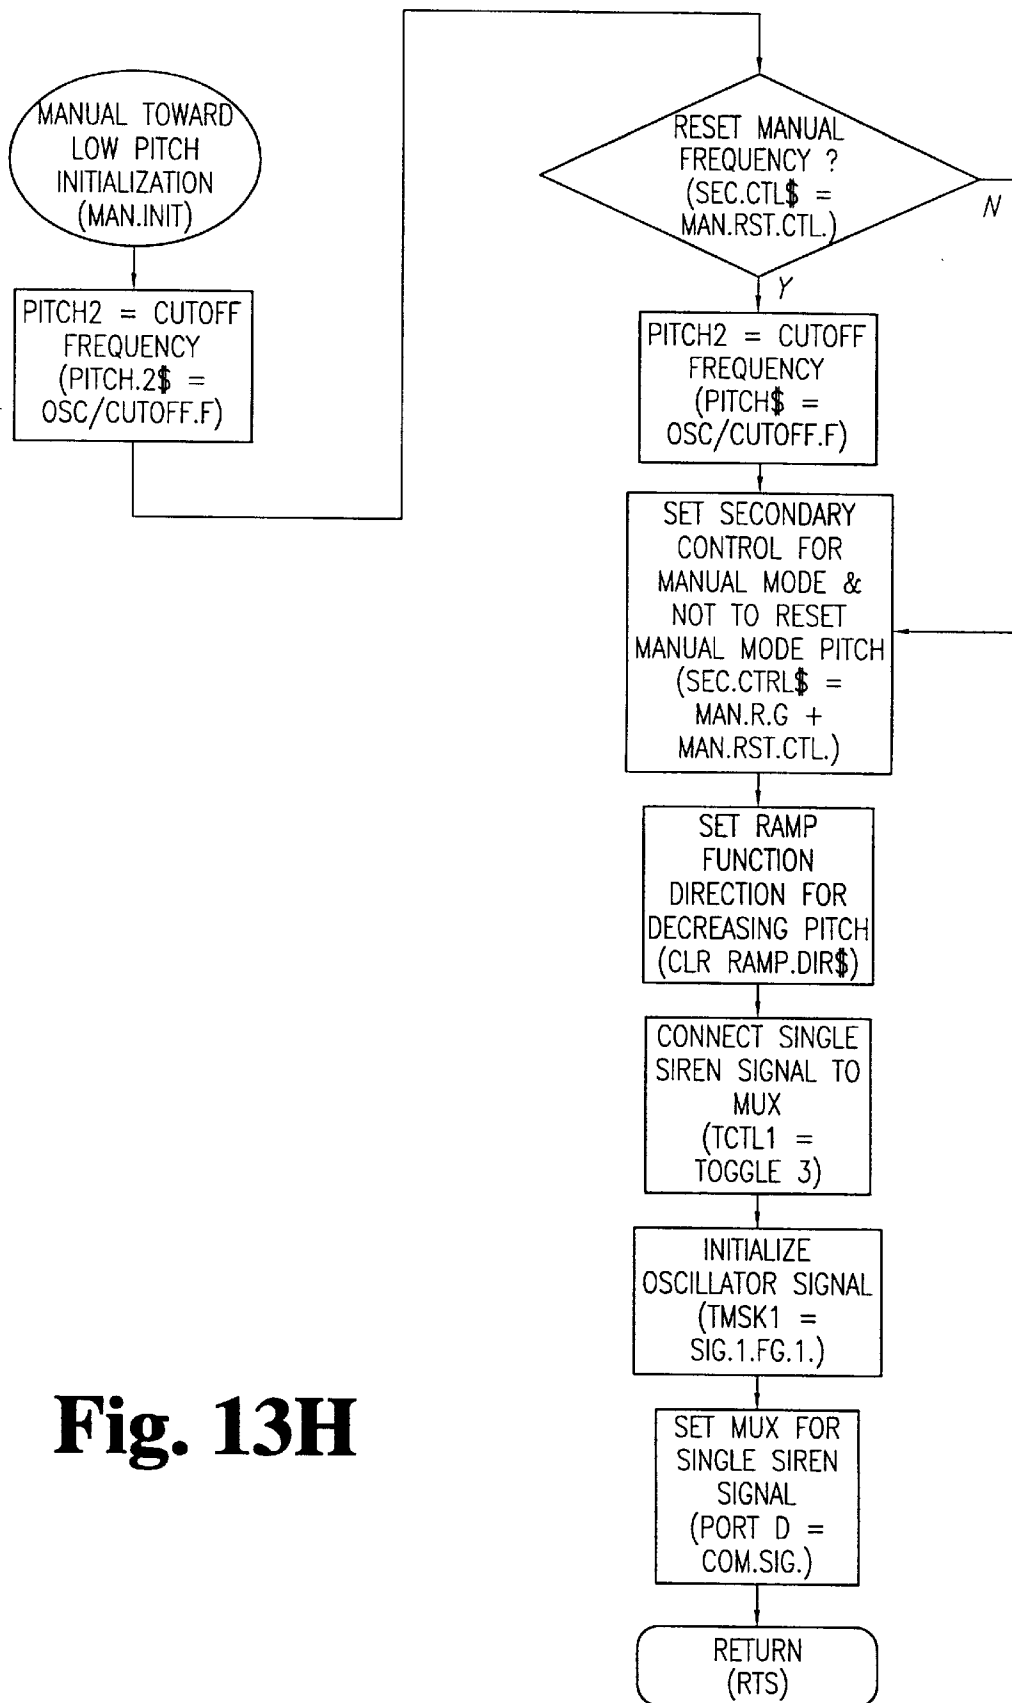 MANUAL TOWARD
LOW PITCH
INITIALIZATION
(MAN.INIT)
PITCH2 = CUTOFF
FREQUENCY
(PITCH.2$ =
OSC/CUTOFF.F)
RESET MANUAL
FREQUENCY ?
(SEC.CTL$ =
MAN.RST.CTL.)
N
Y
PITCH2 = CUTOFF
FREQUENCY
(PITCH$ =
OSC/CUTOFF.F)
SET SECONDARY
CONTROL FOR
MANUAL MODE &
NOT TO RESET
MANUAL MODE PITCH
(SEC.CTRL$ =
MAN.R.G +
MAN.RST.CTL.)
SET RAMP
FUNCTION
DIRECTION FOR
DECREASING PITCH
(CLR RAMP.DIR$)
CONNECT SINGLE
SIREN SIGNAL TO
MUX
(TCTL1 =
TOGGLE 3)
INITIALIZE
OSCILLATOR SIGNAL
(TMSK1 =
SIG.1.FG.1.)
SET MUX FOR
SINGLE SIREN
SIGNAL
(PORT D =
COM.SIG.)
RETURN
(RTS)
Fig. 13H